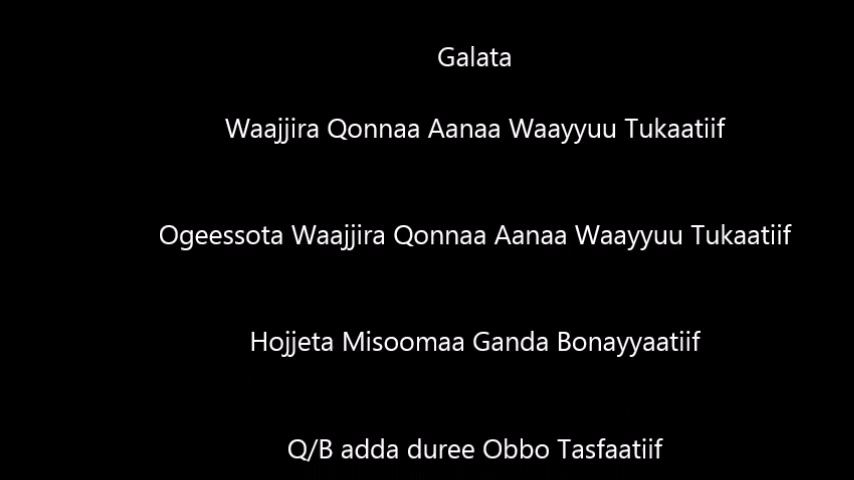 Galata
Waajjira Qonnaa Aanaa Waayyuu Tukaatiif
Ogeessota Waajjira Qonnaa Aanaa Waayyuu Tukaatiif
Hojjeta Misoomaa Ganda Bonayyaatiif
Q/B adda duree Obbo Tasfaatiif